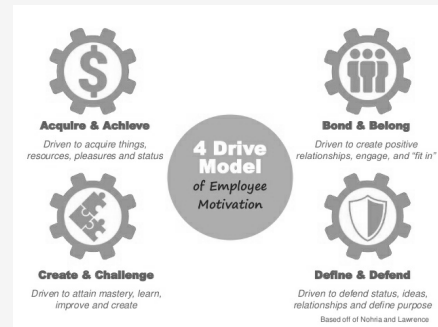 Acquire & Achieve
Driven to acquire things,
resources, pleasures and status
Bond & Belong
Driven to create positive
relationships, engage, and “fit in”
4 Drive
Model
of Employee
Motivation
Create & Challenge
Driven to attain mastery, learn,
improve and create
Define & Defend
Driven to defend status, ideas,
relationships and define purpose
Based off of Nohria and Lawrence